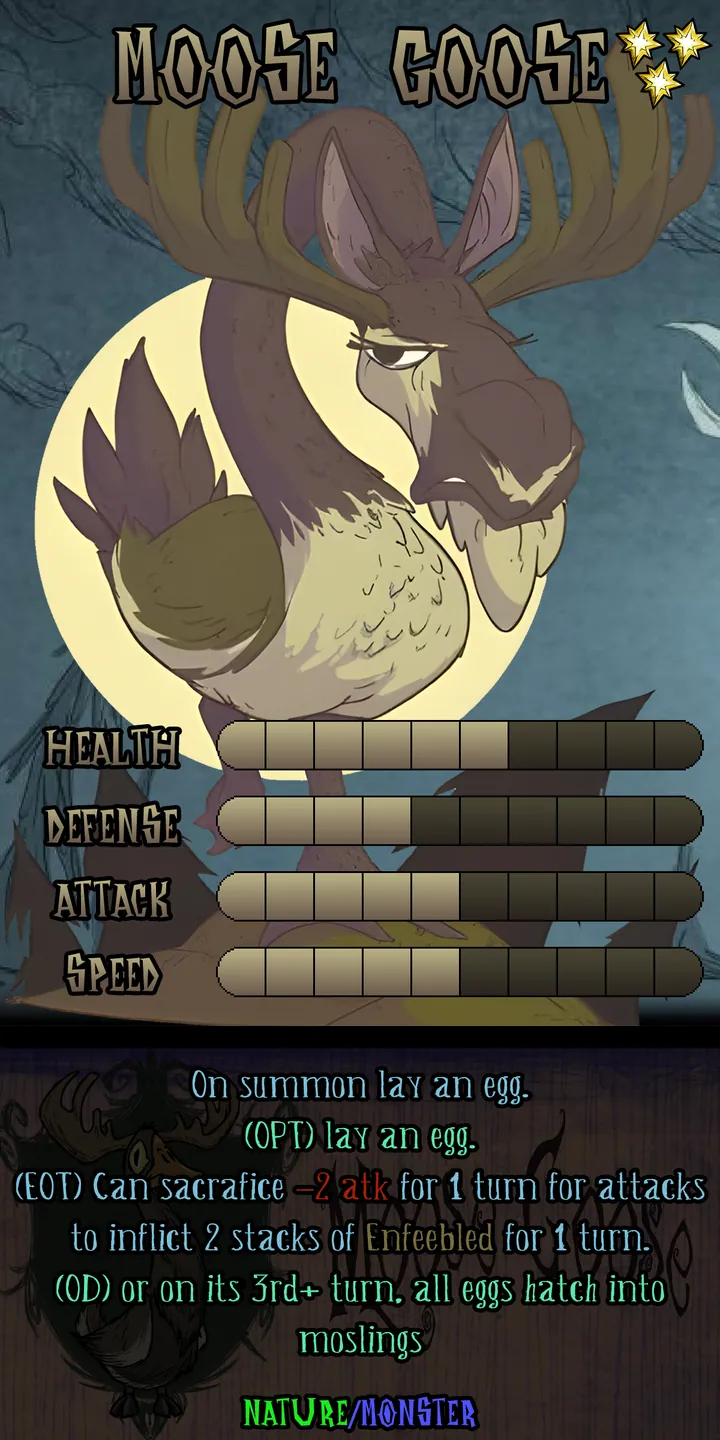 MOOSE GOOSE
HEALTH
DEFENSE
ATTACK
SPEED
On summon lay an egg.
(OPT) lay an egg.
(EOT) Can sacrafice -2 atk for 1 turn for attacks
to inflict 2 stacks of Enfeebled for 1 turn.
(OD) or on its 3rd+ turn, all eggs hatch into
moslings
Moose Goose
NATURE/MONSTER